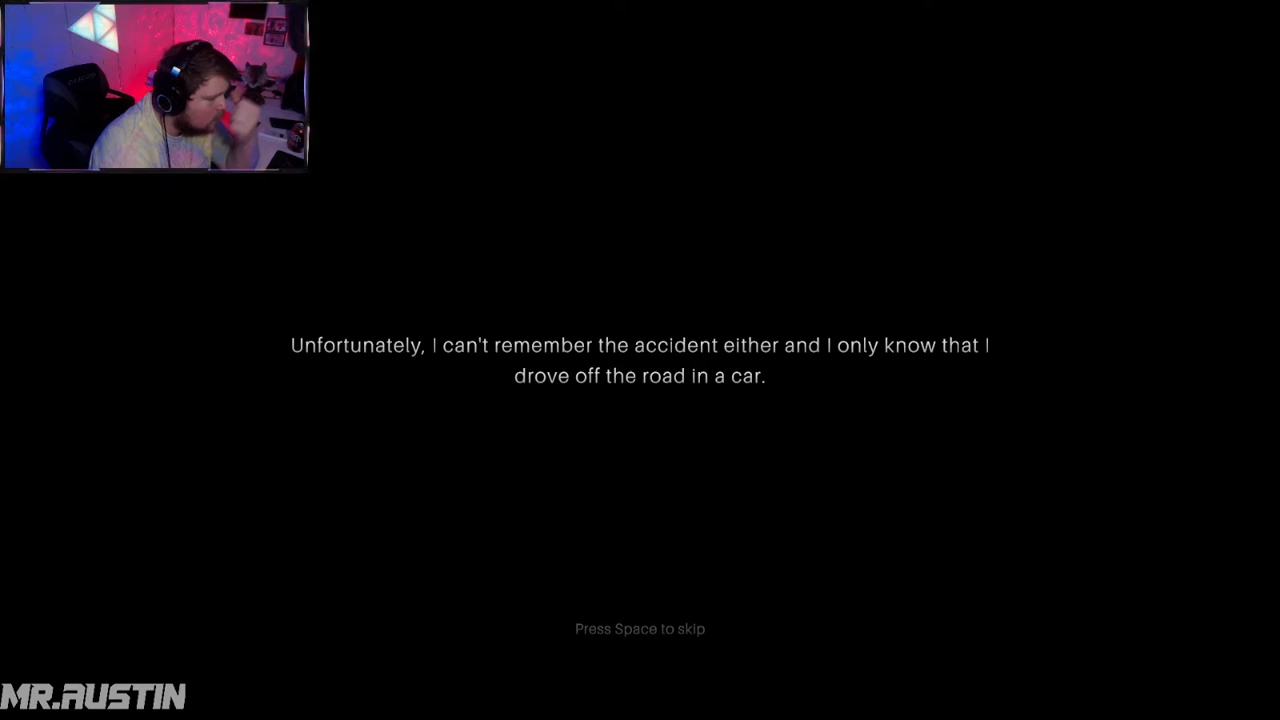 Unfortunately, I can't remember the accident either and I only know that I
drove off the road in a car.
Press Space to skip
MR.AUSTIN